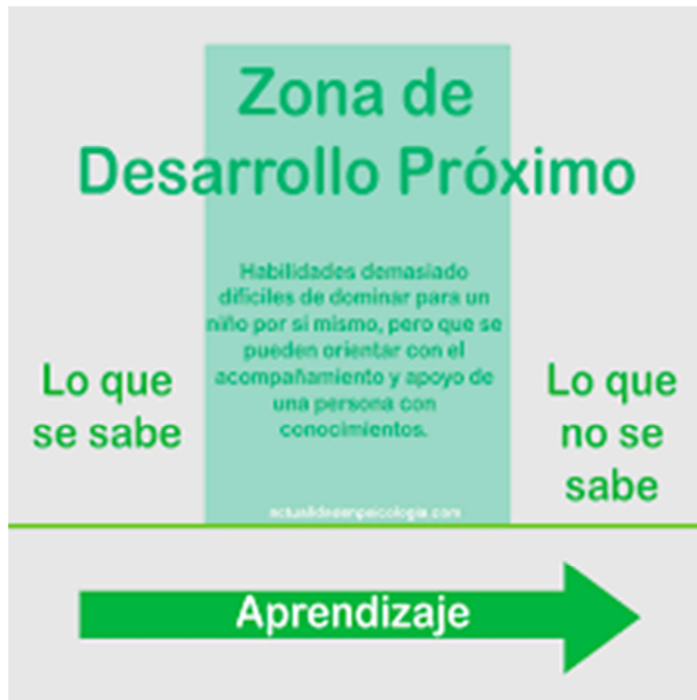 Zona de
Desarrollo Próximo
Habilidades demasiado
difíciles de dominar para un
niño por sí mismo, pero que se
pueden orientar con el
acompañamiento y apoyo de
una persona con
conocimientos.
Lo que
se sabe
Lo que
no se
sabe
actualidadenpsicologia.com
Aprendizaje